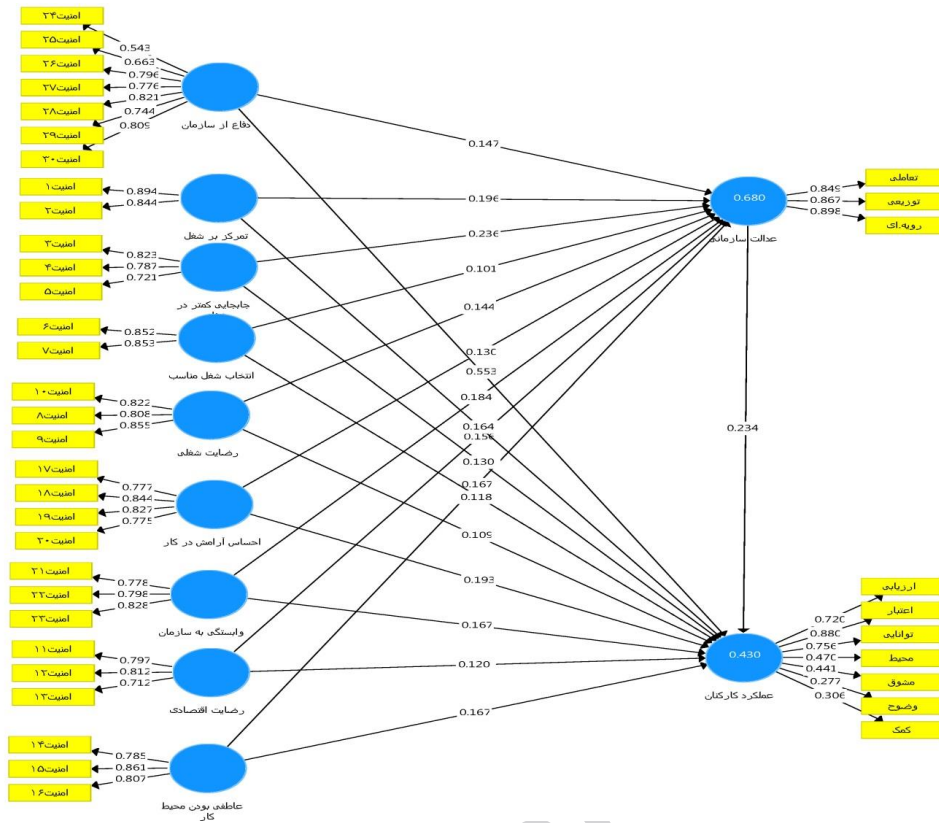 امنیت۲۴
امنیت۲۵
امنیت۲۶
امنیت۲۷
امنیت۲۸
امنیت۲۹
امنیت۳۰
0.543
0.663
0.796
0.776
0.821
0.744
0.809
دفاع از سازمان
امنیت۱
امنیت۲
0.894
0.844
تمرکز بر شغل
امنیت۳
امنیت۴
امنیت۵
0.823
0.787
0.721
جابجایی کمتر در
امنیت۶
امنیت۷
0.852
0.853
انتخاب شغل مناسب
امنیت۱۰
امنیت۸
امنیت۹
0.822
0.808
0.855
رضایت شغلی
امنیت۱۷
امنیت۱۸
امنیت۱۹
امنیت۲۰
0.777
0.844
0.827
0.775
احساس آرامش در کار
امنیت۲۱
امنیت۲۲
امنیت۲۳
0.778
0.798
0.828
وابستگی به سازمان
امنیت۱۱
امنیت۱۲
امنیت۱۳
0.797
0.812
0.712
رضایت اقتصادی
امنیت۱۴
امنیت۱۵
امنیت۱۶
0.785
0.861
0.807
عاطفی بودن محیط
کار
0.147
0.196
0.236
0.101
0.144
0.130
0.553
0.184
0.164
0.156
0.130
0.167
0.118
0.109
0.193
0.167
0.120
0.167
0.234
0.680
عدالت سازمانی
0.849
0.867
0.898
تعاملی
توزیعی
رویه.ای
0.430
عملکرد کارکنان
0.720
0.880
0.756
0.470
0.441
0.277
0.306
ارزیابی
اعتبار
توانایی
محیط
مشوق
وضوح
کمک